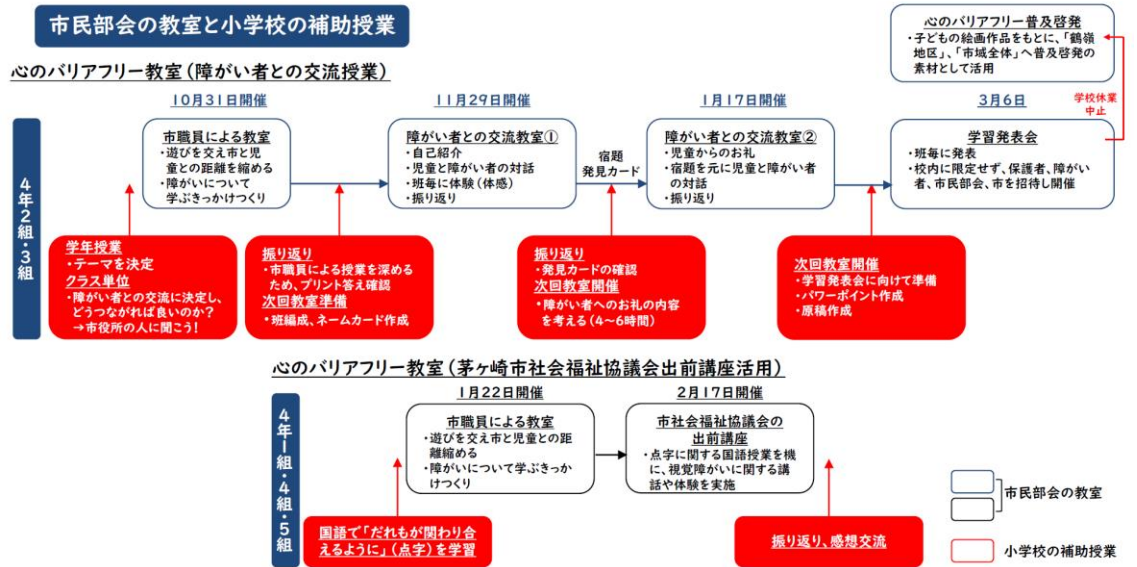 市民部会の教室と小学校の補助授業
心のバリアフリー教室(障がい者との交流授業)
4年2組・3組
10月31日開催
市職員による教室
・遊びを交え市と児
童との距離を縮める
・障がいについて
学ぶきっかけつくり
11月29日開催
障がい者との交流教室①
・自己紹介
・児童と障がい者の対話
・班毎に体験(体感)
・振り返り
宿題
発見カード
1月17日開催
障がい者との交流教室②
・児童からのお礼
・宿題を元に児童と障がい者
の対話
・振り返り
3月6日
学習発表会
・班毎に発表
・校内に限定せず、保護者、障がい
者、市民部会、市を招待し開催
学校休業
中止
心のバリアフリー普及啓発
・子どもの絵画作品をもとに、「鶴嶺
地区」、「市域全体」へ普及啓発の
素材として活用
学年授業
・テーマを決定
クラス単位
・障がい者との交流に決定し、
どうつながれば良いのか?
→市役所の人に聞こう!
振り返り
・市職員による授業を深める
ため、プリント答え確認
次回教室準備
・班編成、ネームカード作成
振り返り
・発見カードの確認
次回教室開催
・障がい者へのお礼の内容
を考える(4~6時間)
次回教室開催
・学習発表会に向けて準備
・パワーポイント作成
・原稿作成
心のバリアフリー教室(茅ヶ崎市社会福祉協議会出前講座活用)
4年1組・4組・5組
1月22日開催
市職員による教室
・遊びを交え市と児童との距
離縮める
・障がいについて学ぶきっか
けつくり
2月17日開催
市社会福祉協議会の
出前講座
・点字に関する国語授業を機
に、視覚障がいに関する講
話や体験を実施
国語で「だれもが関わり合
えるように」(点字)を学習
振り返り、感想交流
市民部会の教室
小学校の補助授業